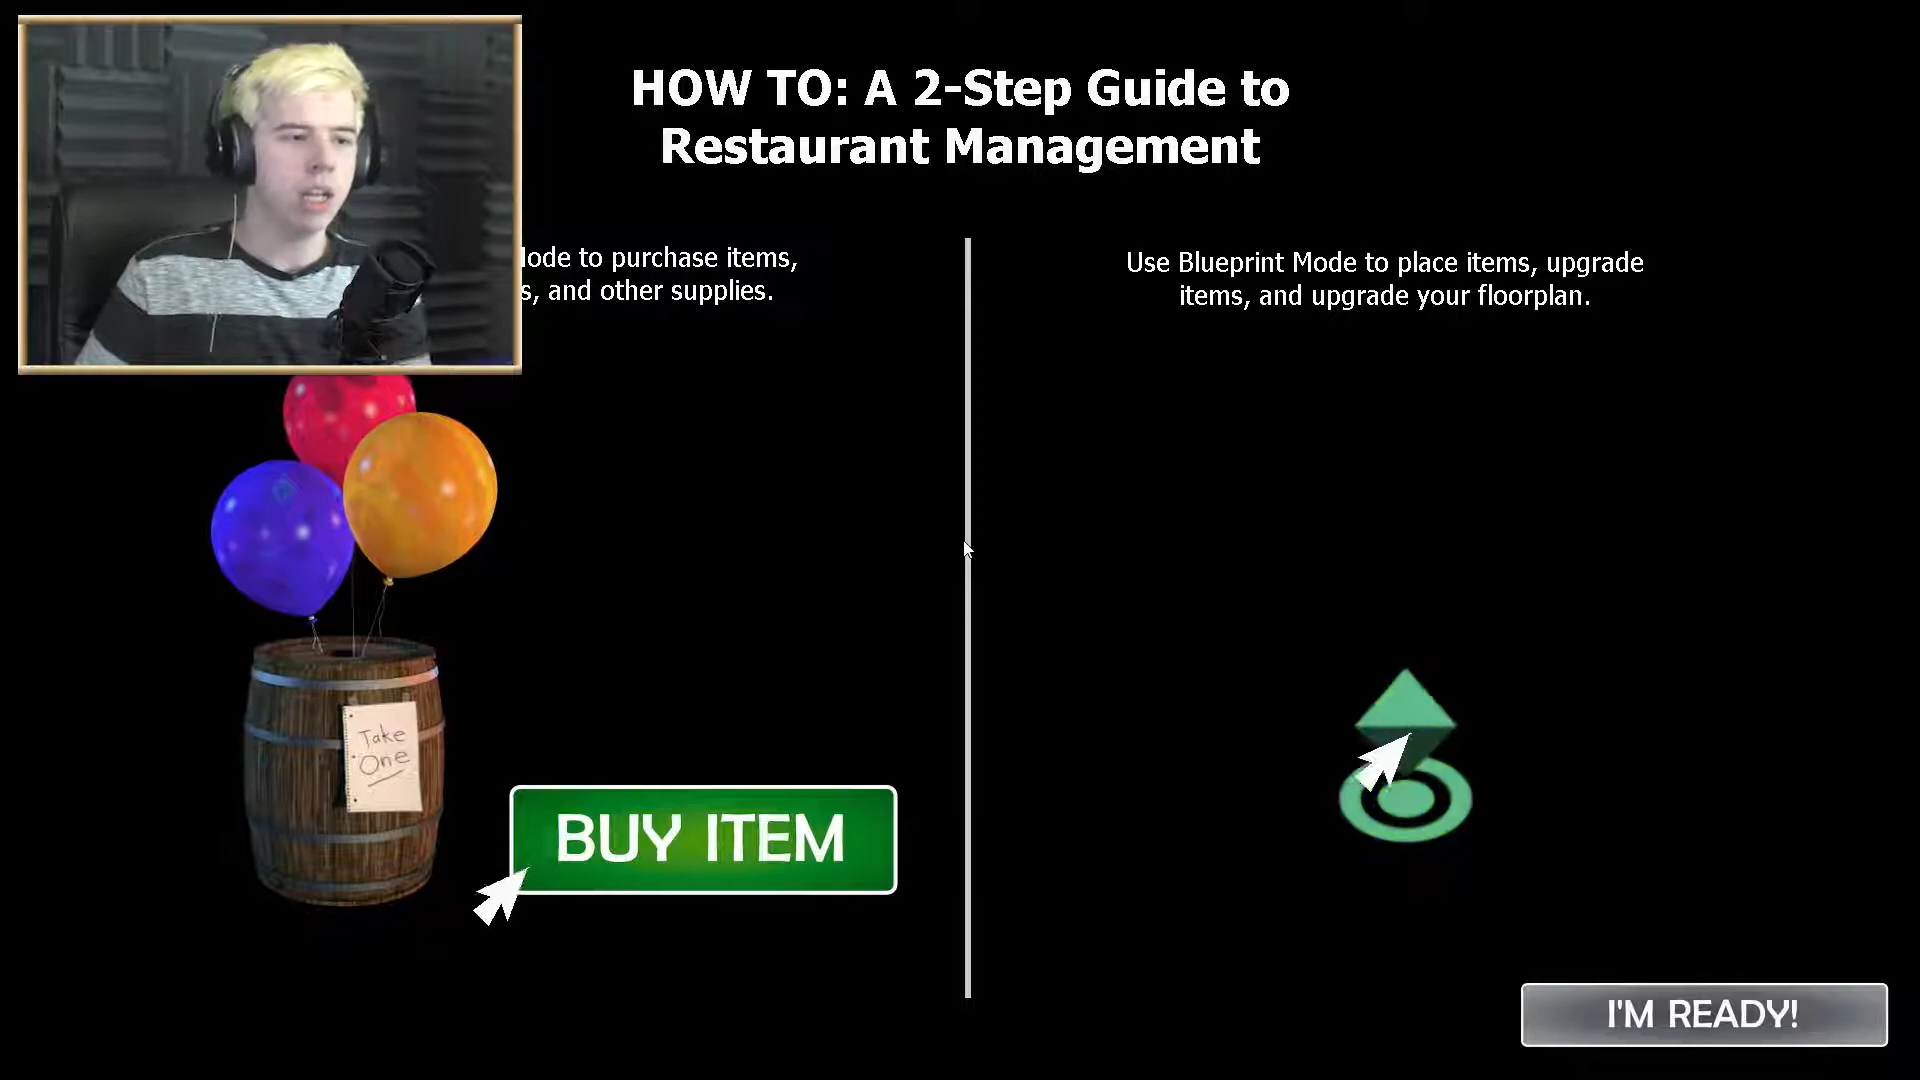 HOW TO: A 2-Step Guide to
Restaurant Management
to purchase items,
and other supplies.
Use Blueprint Mode to place items, upgrade
items, and upgrade your floorplan.
Take
One
BUY ITEM
I'M READY!